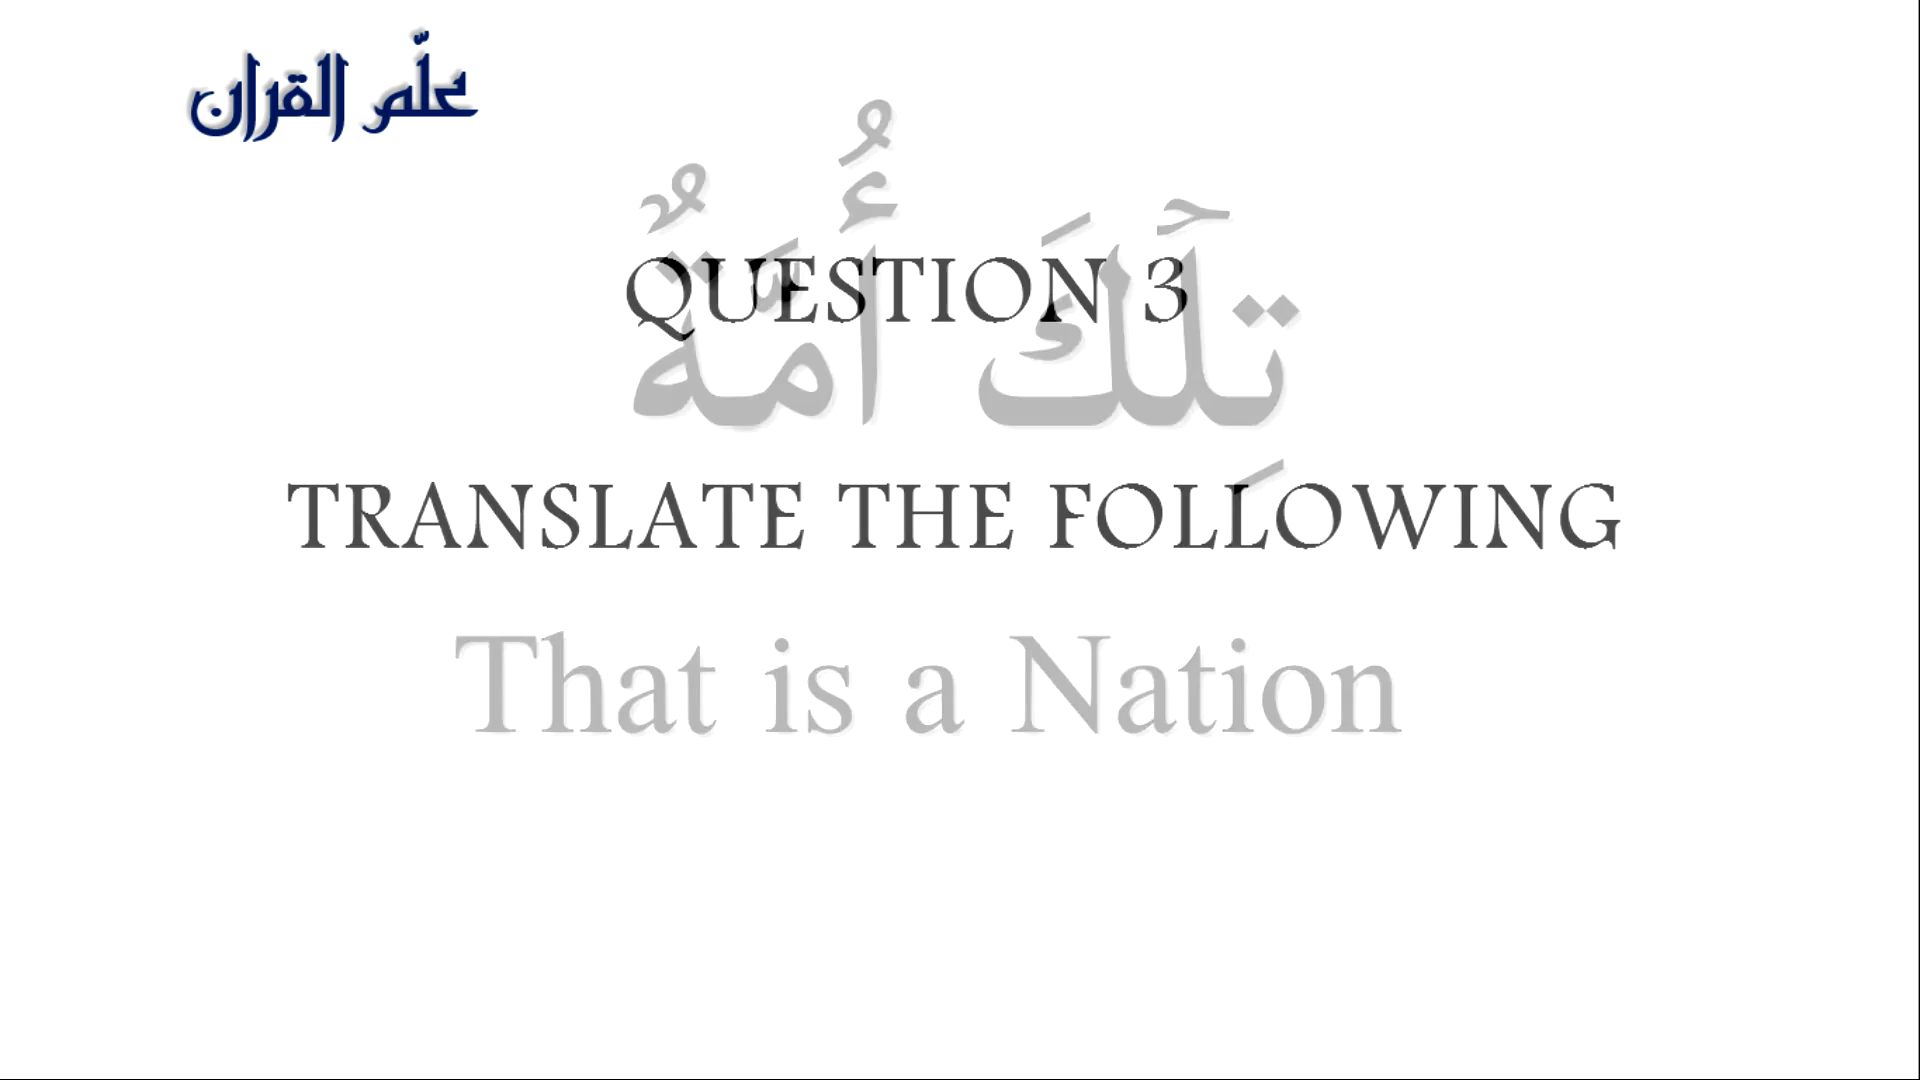 علّم القران
تِلْكَ أُمَّةٌ
QUESTION 3
TRANSLATE THE FOLLOWING
That is a Nation